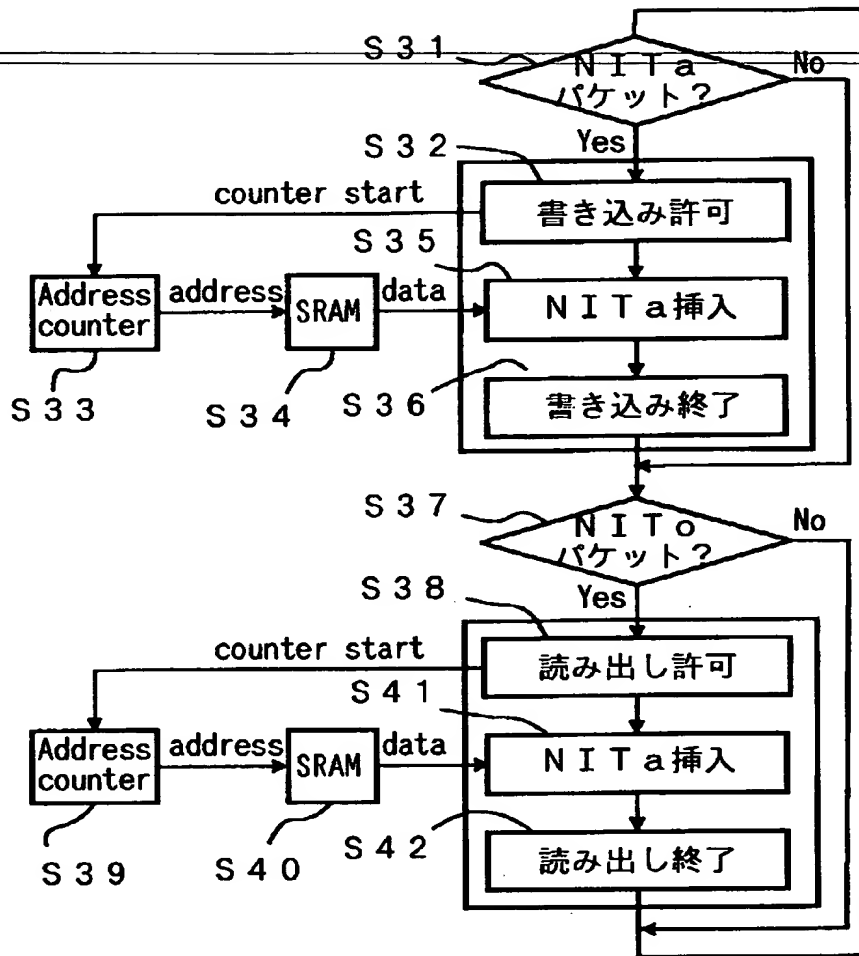 S31
NITa
パケット?
No
Yes
S32
counter start
書き込み許可
S35
Address
counter
address
SRAM
data
NITa挿入
S33
S34
S36
書き込み終了
S37
NITo
パケット?
No
Yes
S38
counter start
読み出し許可
S41
Address
counter
address
SRAM
data
NITa挿入
S39
S40
S42
読み出し終了